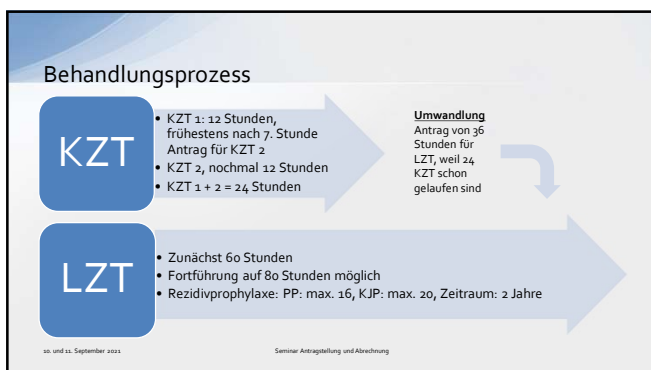 Behandlungsprozess
KZT
• KZT 1: 12 Stunden,
frühestens nach 7. Stunde
Antrag für KZT 2
• KZT 2, nochmal 12 Stunden
• KZT 1 + 2 = 24 Stunden
Umwandlung
Antrag von 36
Stunden für
LZT, weil 24
KZT schon
gelaufen sind
LZT
• Zunächst 60 Stunden
• Fortführung auf 80 Stunden möglich
• Rezidivprophylaxe: PP: max. 16, KJP: max. 20, Zeitraum: 2 Jahre
10. und 11. September 2021
Seminar Antragstellung und Abrechnung